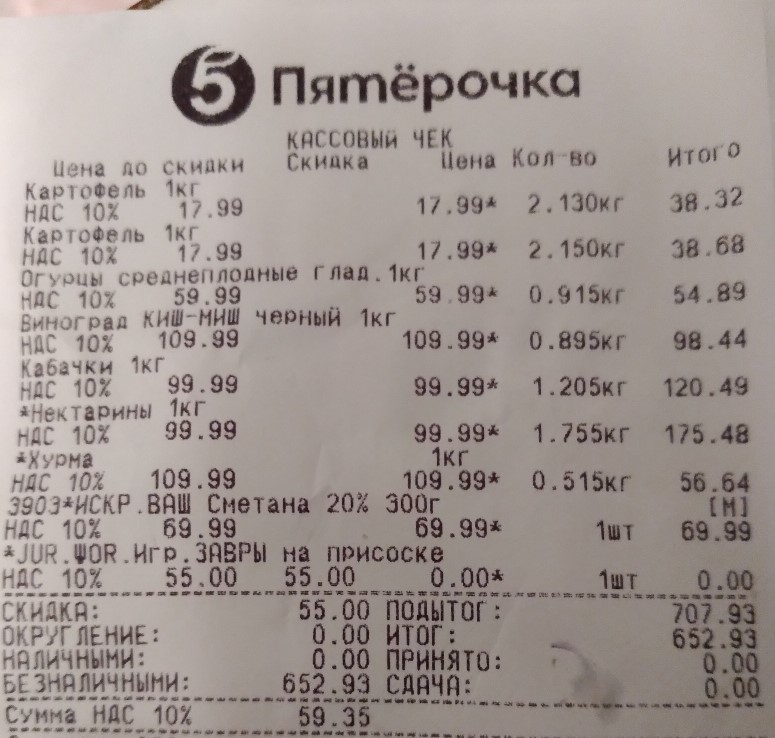 5 Пятёрочка
КАССОВЫЙ ЧЕК
Цена до скидки Скидка Цена Кол-во Итого
Картофель 1кг
НДС 10% 17.99 17.99* 2.130кг 38.32
Картофель 1кг
НДС 10% 17.99 17.99* 2.150кг 38.68
Огурцы среднеплодные глад.1кг
НДС 10% 59.99 59.99* 0.915кг 54.89
Виноград КИШ-МИШ черный 1кг
НДС 10% 109.99 109.99* 0.895кг 98.44
Кабачки 1кг
НДС 10% 99.99 99.99* 1.205кг 120.49
*Нектарины 1кг
НДС 10% 99.99 99.99* 1.755кг 175.48
*Хурма 1кг
НДС 10% 109.99 109.99* 0.515кг 56.64
3903*ИСКР.ВАШ Сметана 20% 300г [М]
НДС 10% 69.99 69.99* 1шт 69.99
*JUR.WOR.Игр.ЗАВРЫ на присоске
НДС 10% 55.00 55.00 0.00* 1шт 0.00
СКИДКА: 55.00 ПОДЫТОГ: 707.93
ОКРУГЛЕНИЕ: 0.00 ИТОГ: 652.93
НАЛИЧНЫМИ: 0.00 ПРИНЯТО: 0.00
БЕЗНАЛИЧНЫМИ: 652.93 СДАЧА: 0.00
Сумма НДС 10% 59.35